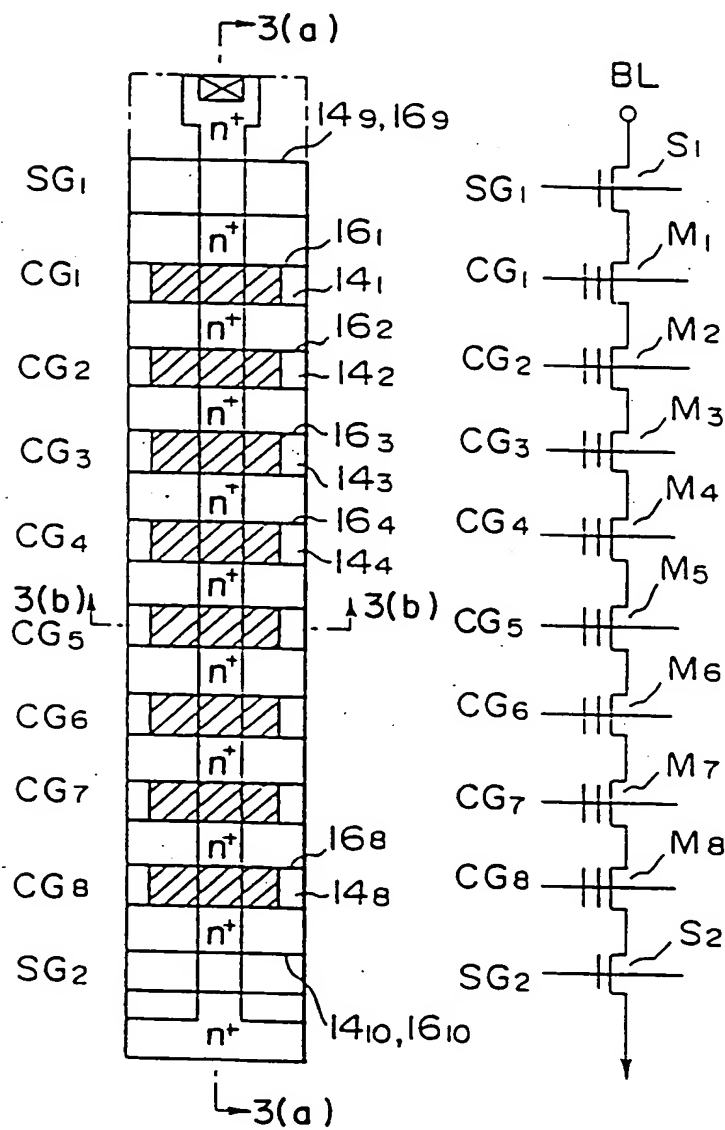 3(a)
BL
n⁺
14₉,16₉
S₁
SG₁
SG₁
n⁺
16₁
M₁
CG₁
14₁
CG₁
n⁺
16₂
M₂
CG₂
14₂
CG₂
n⁺
16₃
M₃
CG₃
14₃
CG₃
n⁺
16₄
M₄
CG₄
14₄
CG₄
n⁺
M₅
3(b)
3(b)
CG₅
CG₅
n⁺
M₆
CG₆
CG₆
n⁺
M₇
CG₇
CG₇
n⁺
16₈
M₈
CG₈
14₈
CG₈
n⁺
S₂
SG₂
SG₂
n⁺
14₁₀,16₁₀
3(a)